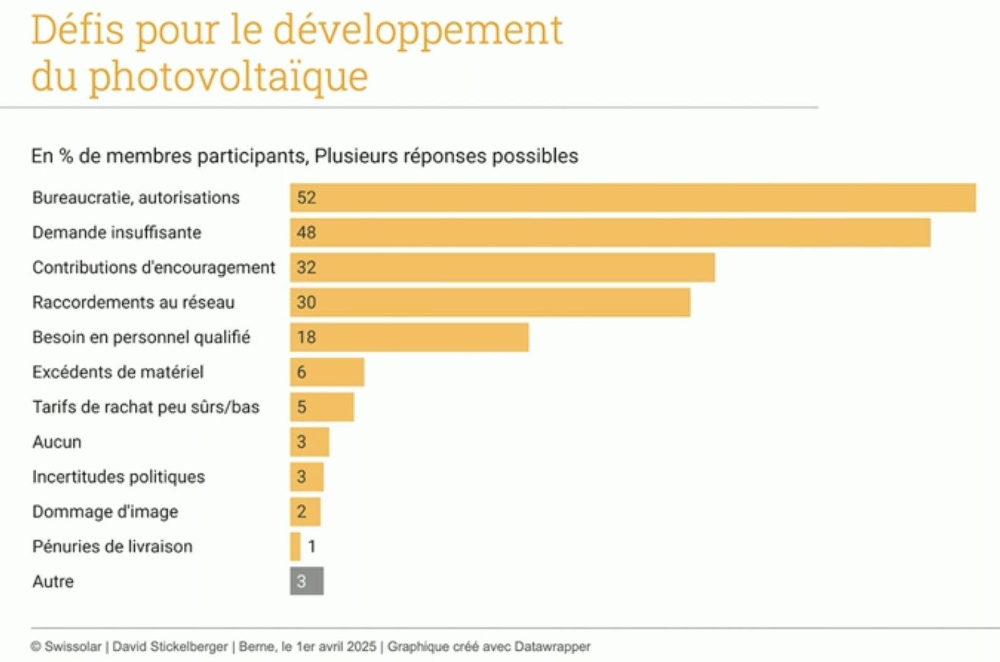 Défis pour le développement
du photovoltaïque
En % de membres participants, Plusieurs réponses possibles
Bureaucratie, autorisations 52
Demande insuffisante 48
Contributions d'encouragement 32
Raccordements au réseau 30
Besoin en personnel qualifié 18
Excédents de matériel 6
Tarifs de rachat peu sûrs/bas 5
Aucun 3
Incertitudes politiques 3
Dommage d'image 2
Pénuries de livraison 1
Autre 3
© Swissolar | David Stickelberger | Berne, le 1er avril 2025 | Graphique créé avec Datawrapper